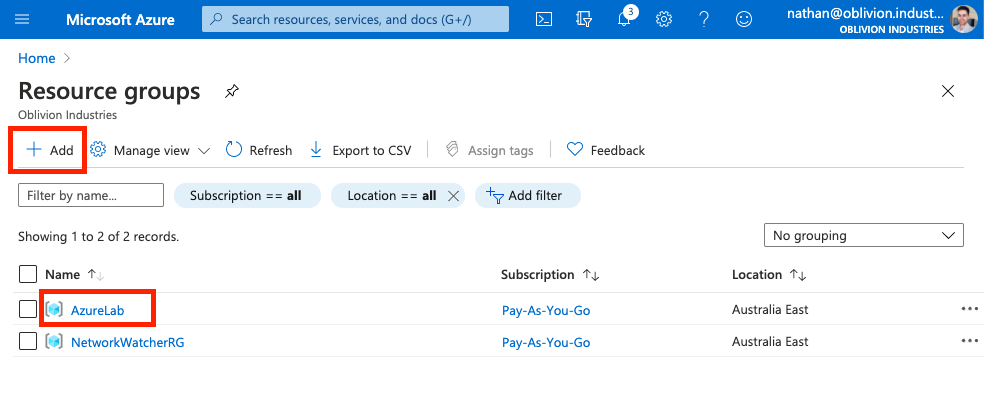 Microsoft Azure
Search resources, services, and docs (G+/)
3
nathan@oblivion.indust...
OBLIVION INDUSTRIES
Home
Resource groups
Oblivion Industries
Add Manage view Refresh Export to CSV Assign tags Feedback
Filter by name... Subscription == all Location == all Add filter
Showing 1 to 2 of 2 records.
No grouping
Name Subscription Location
AzureLab Pay-As-You-Go Australia East
NetworkWatcherRG Pay-As-You-Go Australia East